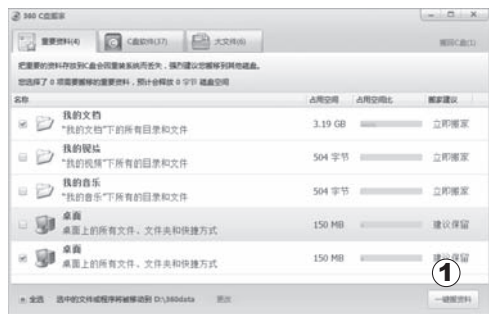 360 C盘搬家
重要资料(4) C盘软件(37) 大文件(6) 搬回C盘(1)
把重要的资料存放到C盘会因重装系统而丢失，强烈建议您搬移到其他磁盘。
您选择了 0 项需要搬移的重要资料，预计会释放 0 字节 磁盘空间
名称 占用空间 占用空间比 搬家建议
我的文档
"我的文档"下的所有目录和文件 3.19 GB 立即搬家
我的视频
"我的视频"下所有的目录和文件 504 字节 立即搬家
我的音乐
"我的音乐"下所有的目录和文件 504 字节 立即搬家
桌面
桌面上的所有文件、文件夹和快捷方式 150 MB 建议保留
桌面
桌面上的所有文件、文件夹和快捷方式 150 MB 建议保留
1
全选 选中的文件或程序将被移动到 D:\360data 更改 一键搬资料